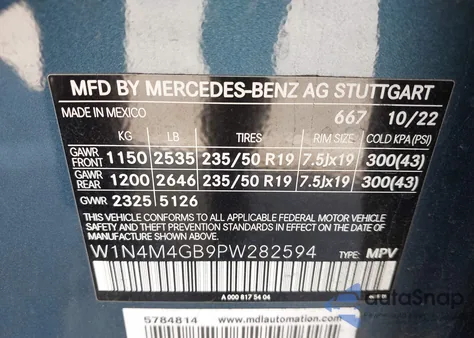 MFD BY MERCEDES-BENZ AG STUTTGART
MADE IN MEXICO 667 10/22
KG LB TIRES RIM SIZE: COLD KPA(PSI)
GAWR FRONT 1150 2535 235/50 R19 7.5Jx19 300(43)
GAWR REAR 1200 2646 235/50 R19 7.5Jx19 300(43)
GVWR 2325 5126
THIS VEHICLE CONFORMS TO ALL APPLICABLE FEDERAL MOTOR VEHICLE
SAFETY, BUMPER AND THEFT PREVENTION STANDARDS IN EFFECT ON THE DATE OF MANUFACTURE SHOWN ABOVE.
W1N4M4GB9PW282594 TYPE: MPV
A 000 817 54 04
5784814 www.mdlautomation.com
dataSnap